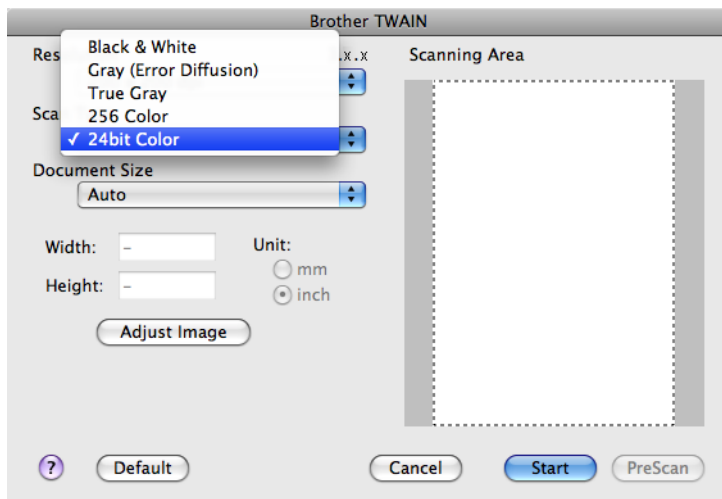 Brother TWAIN
Res
x.x
Black & White
Gray (Error Diffusion)
True Gray
256 Color
Sca
✓ 24bit Color
Document Size
Auto
Width: –
Height: –
Unit:
mm
inch
Adjust Image
Scanning Area
?
Default
Cancel
Start
PreScan